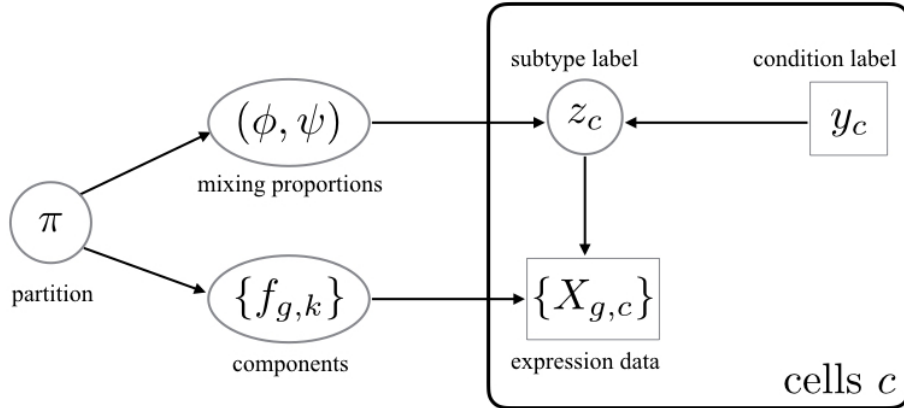 subtype label
condition label
(ϕ, ψ)
z_c
y_c
mixing proportions
π
partition
{f_{g,k}}
{X_{g,c}}
components
expression data
cells c